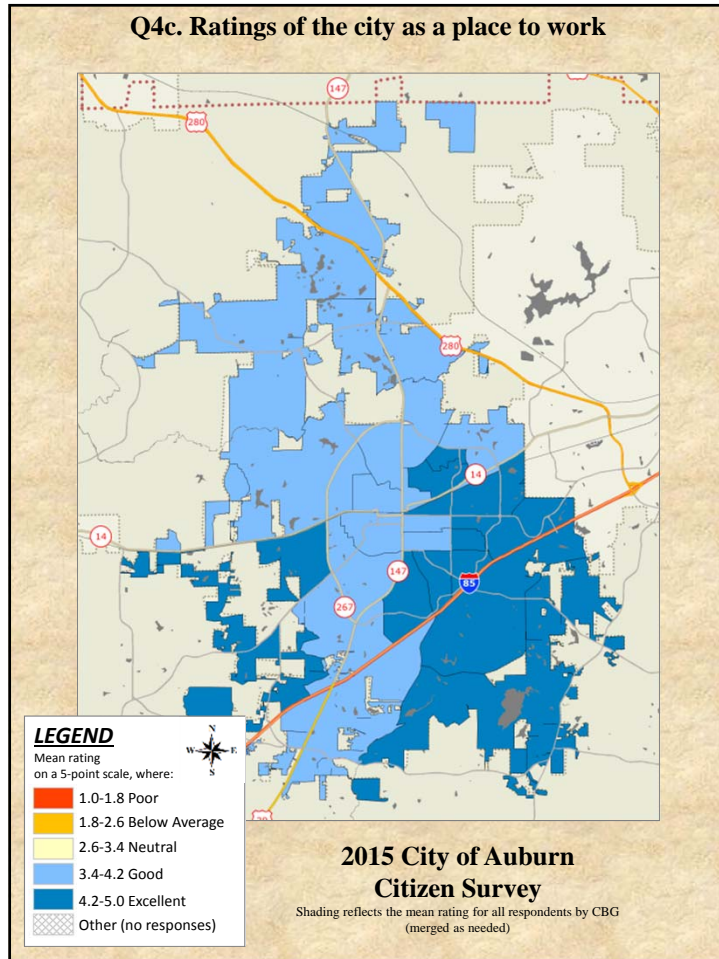 Q4c. Ratings of the city as a place to work
147
280
280
14
14
147
85
267
LEGEND
Mean rating
on a 5-point scale, where:
N
W
E
S
1.0-1.8 Poor
1.8-2.6 Below Average
2.6-3.4 Neutral
3.4-4.2 Good
4.2-5.0 Excellent
Other (no responses)
2015 City of Auburn
Citizen Survey
Shading reflects the mean rating for all respondents by CBG
(merged as needed)